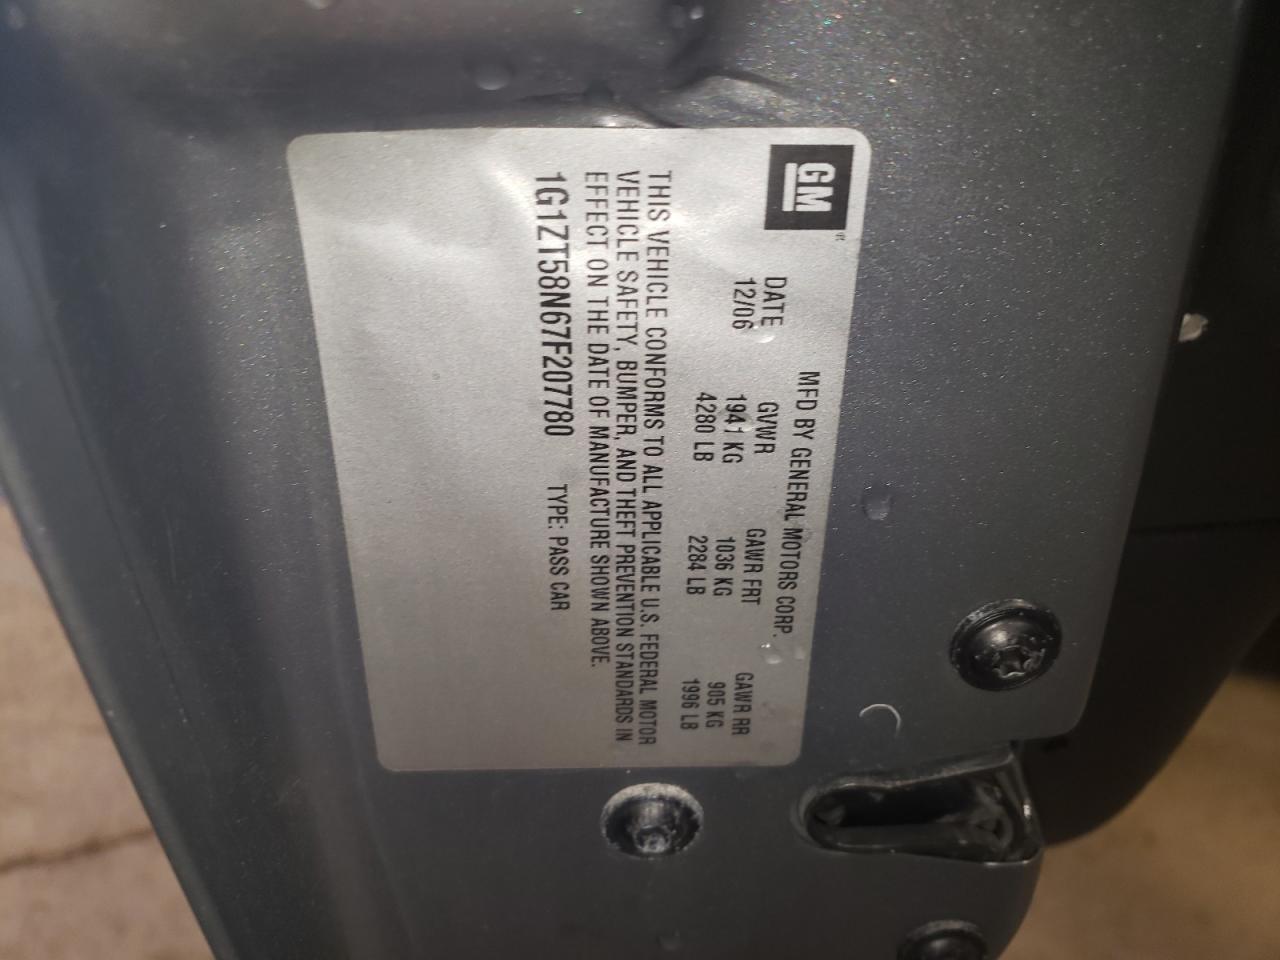 GM
MFD BY GENERAL MOTORS CORP.
DATE GVWR GAWR FRT GAWR RR
12/06 1941 KG 1036 KG 905 KG
4280 LB 2284 LB 1996 LB
THIS VEHICLE CONFORMS TO ALL APPLICABLE U.S. FEDERAL MOTOR
VEHICLE SAFETY, BUMPER, AND THEFT PREVENTION STANDARDS IN
EFFECT ON THE DATE OF MANUFACTURE SHOWN ABOVE.
1G1ZT58N67F207780 TYPE: PASS CAR